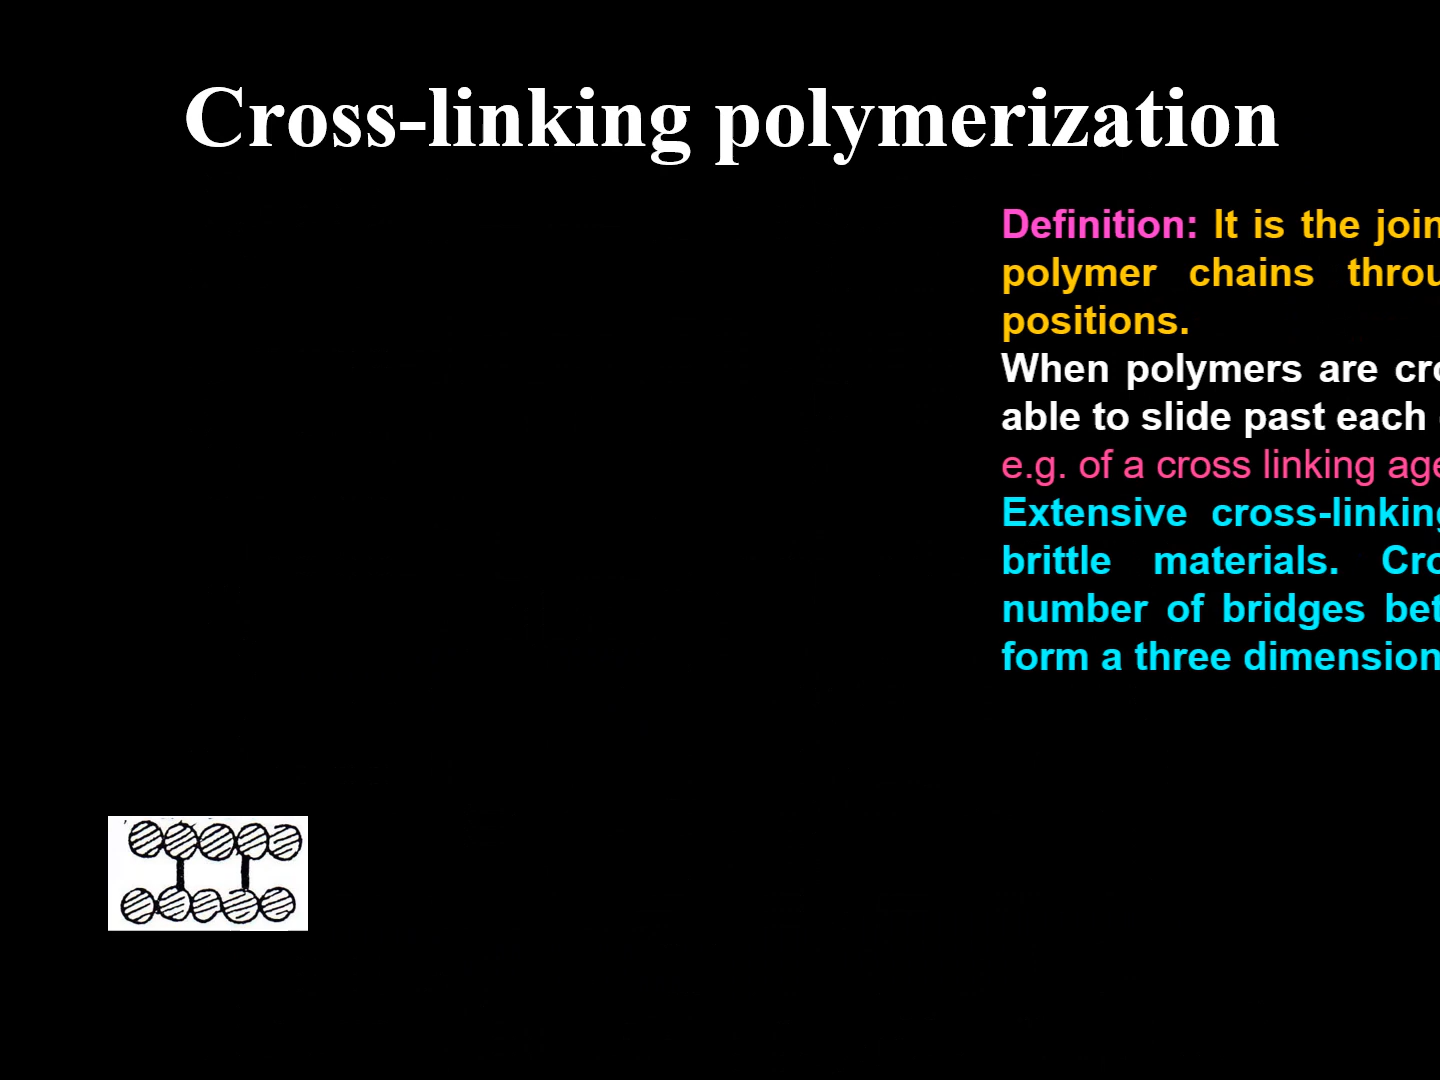 Cross-linking polymerization
Definition: It is the join
polymer chains throu
positions.
When polymers are cro
able to slide past each
e.g. of a cross linking age
Extensive cross-linking
brittle materials. Cro
number of bridges bet
form a three dimension